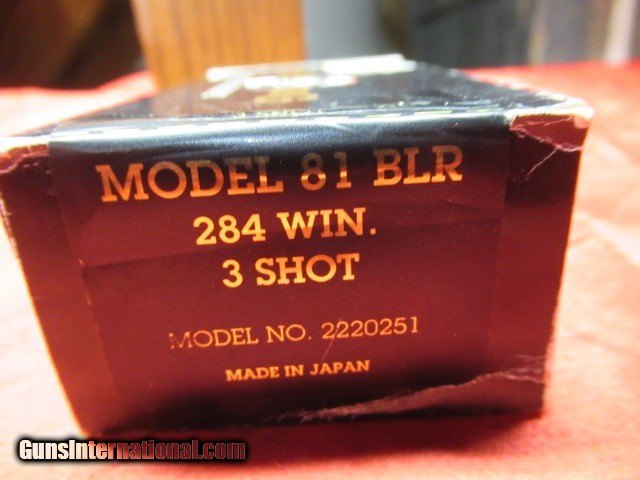 MODEL 81 BLR
284 WIN.
3 SHOT
MODEL NO. 2220251
MADE IN JAPAN
GunsInternational.com